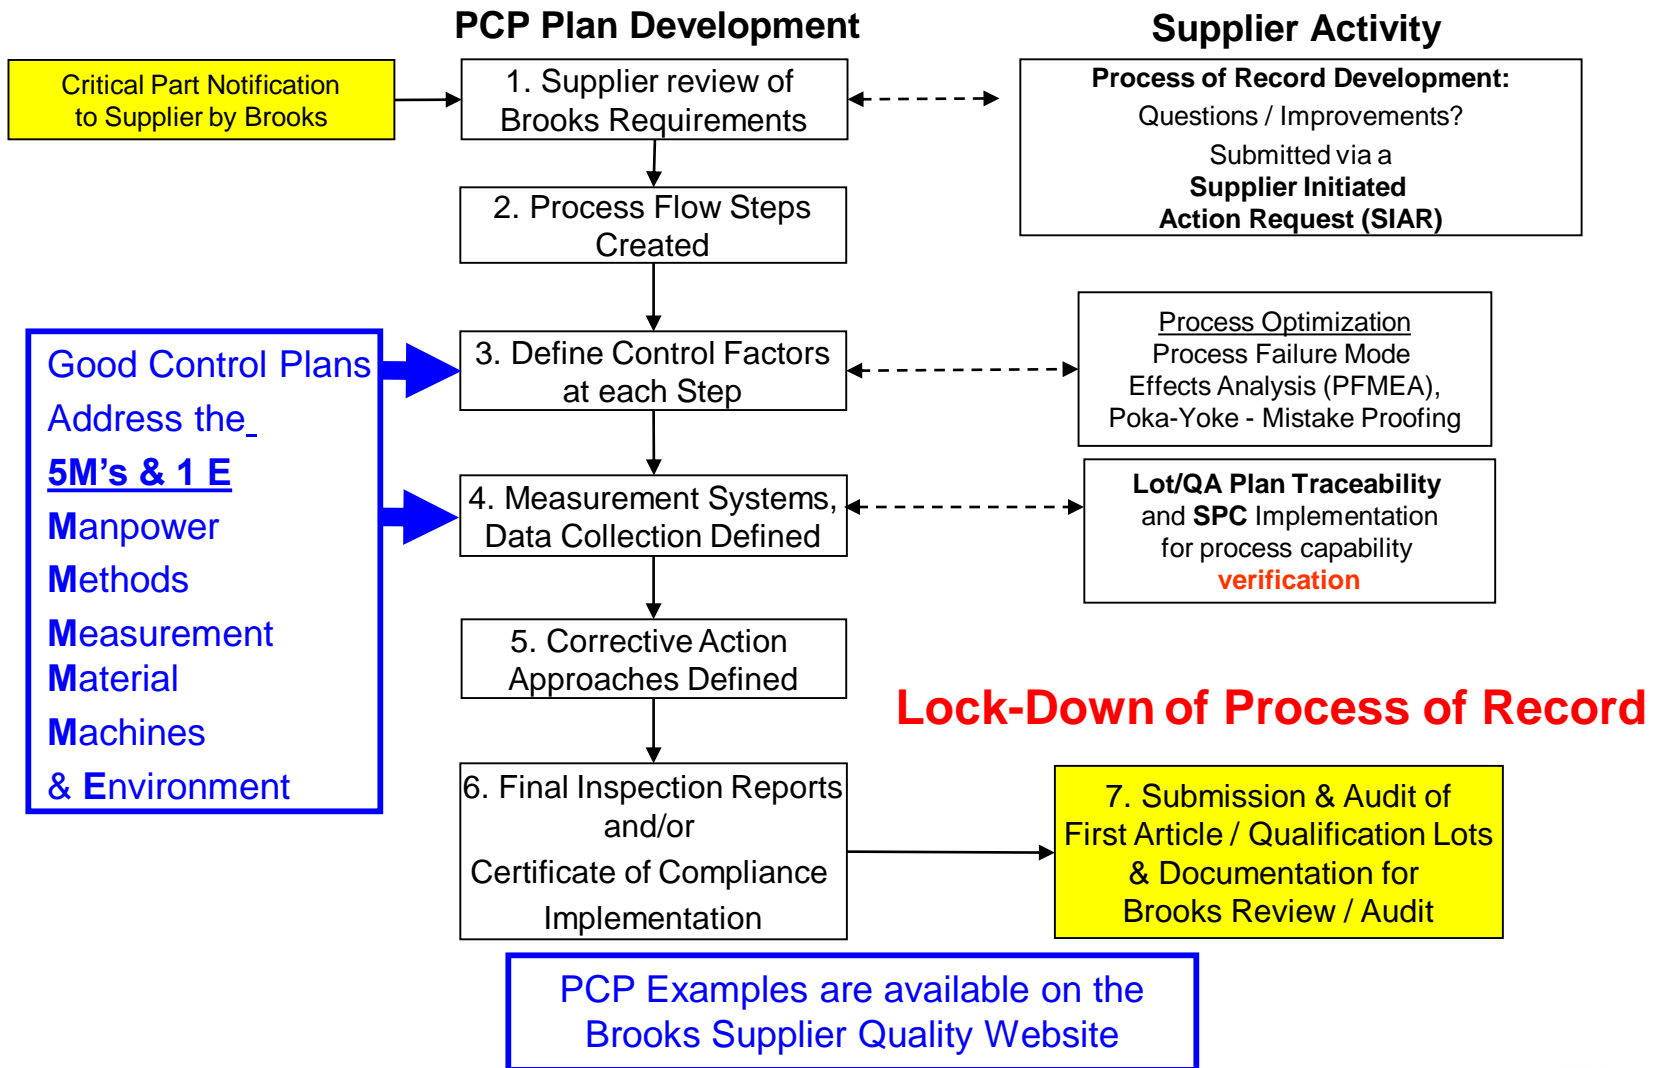 PCP Plan Development
Supplier Activity
Critical Part Notification
to Supplier by Brooks
1. Supplier review of
Brooks Requirements
Process of Record Development:
Questions / Improvements?
Submitted via a
Supplier Initiated
Action Request (SIAR)
2. Process Flow Steps
Created
Good Control Plans
Address the
5M's & 1 E
Manpower
Methods
Measurement
Material
Machines
& Environment
3. Define Control Factors
at each Step
Process Optimization
Process Failure Mode
Effects Analysis (PFMEA),
Poka-Yoke - Mistake Proofing
4. Measurement Systems,
Data Collection Defined
Lot/QA Plan Traceability
and SPC Implementation
for process capability
verification
5. Corrective Action
Approaches Defined
Lock-Down of Process of Record
6. Final Inspection Reports
and/or
Certificate of Compliance
Implementation
7. Submission & Audit of
First Article / Qualification Lots
& Documentation for
Brooks Review / Audit
PCP Examples are available on the
Brooks Supplier Quality Website